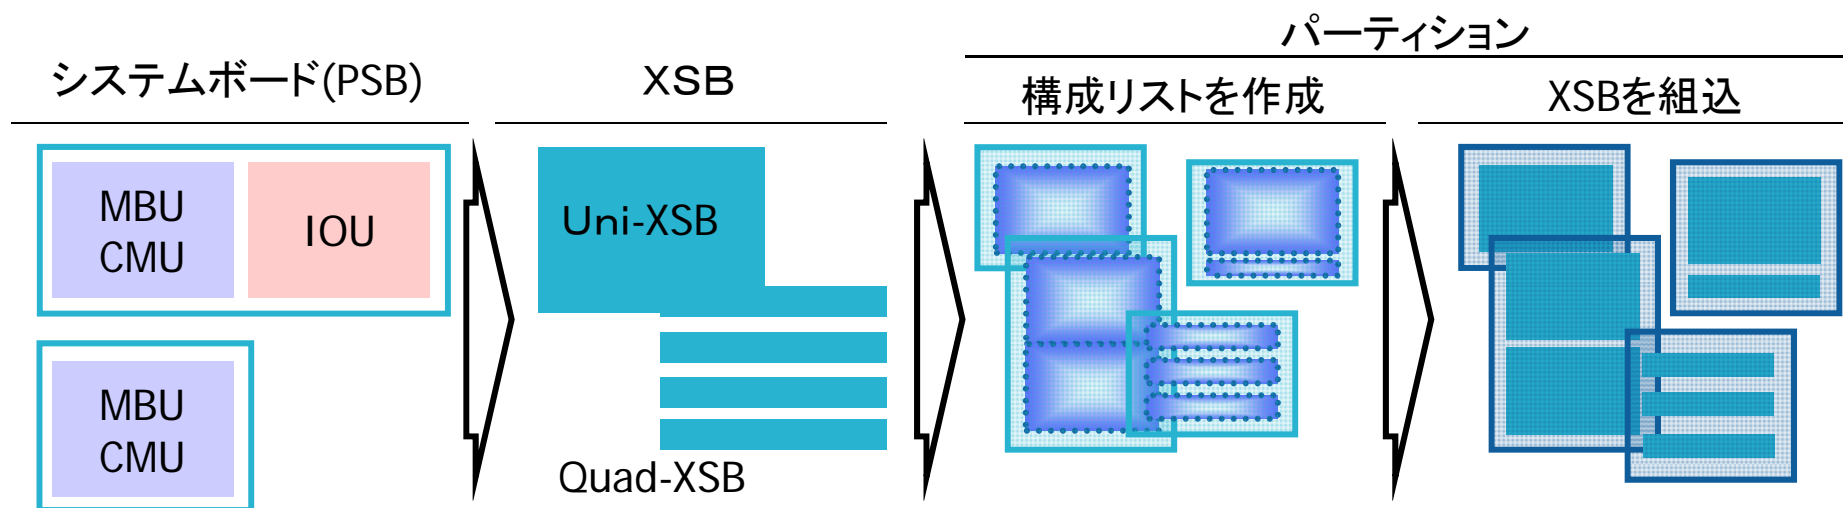 パーティション
システムボード(PSB)
XSB
構成リストを作成
XSBを組込
MBU
CMU
IOU
Uni-XSB
MBU
CMU
Quad-XSB